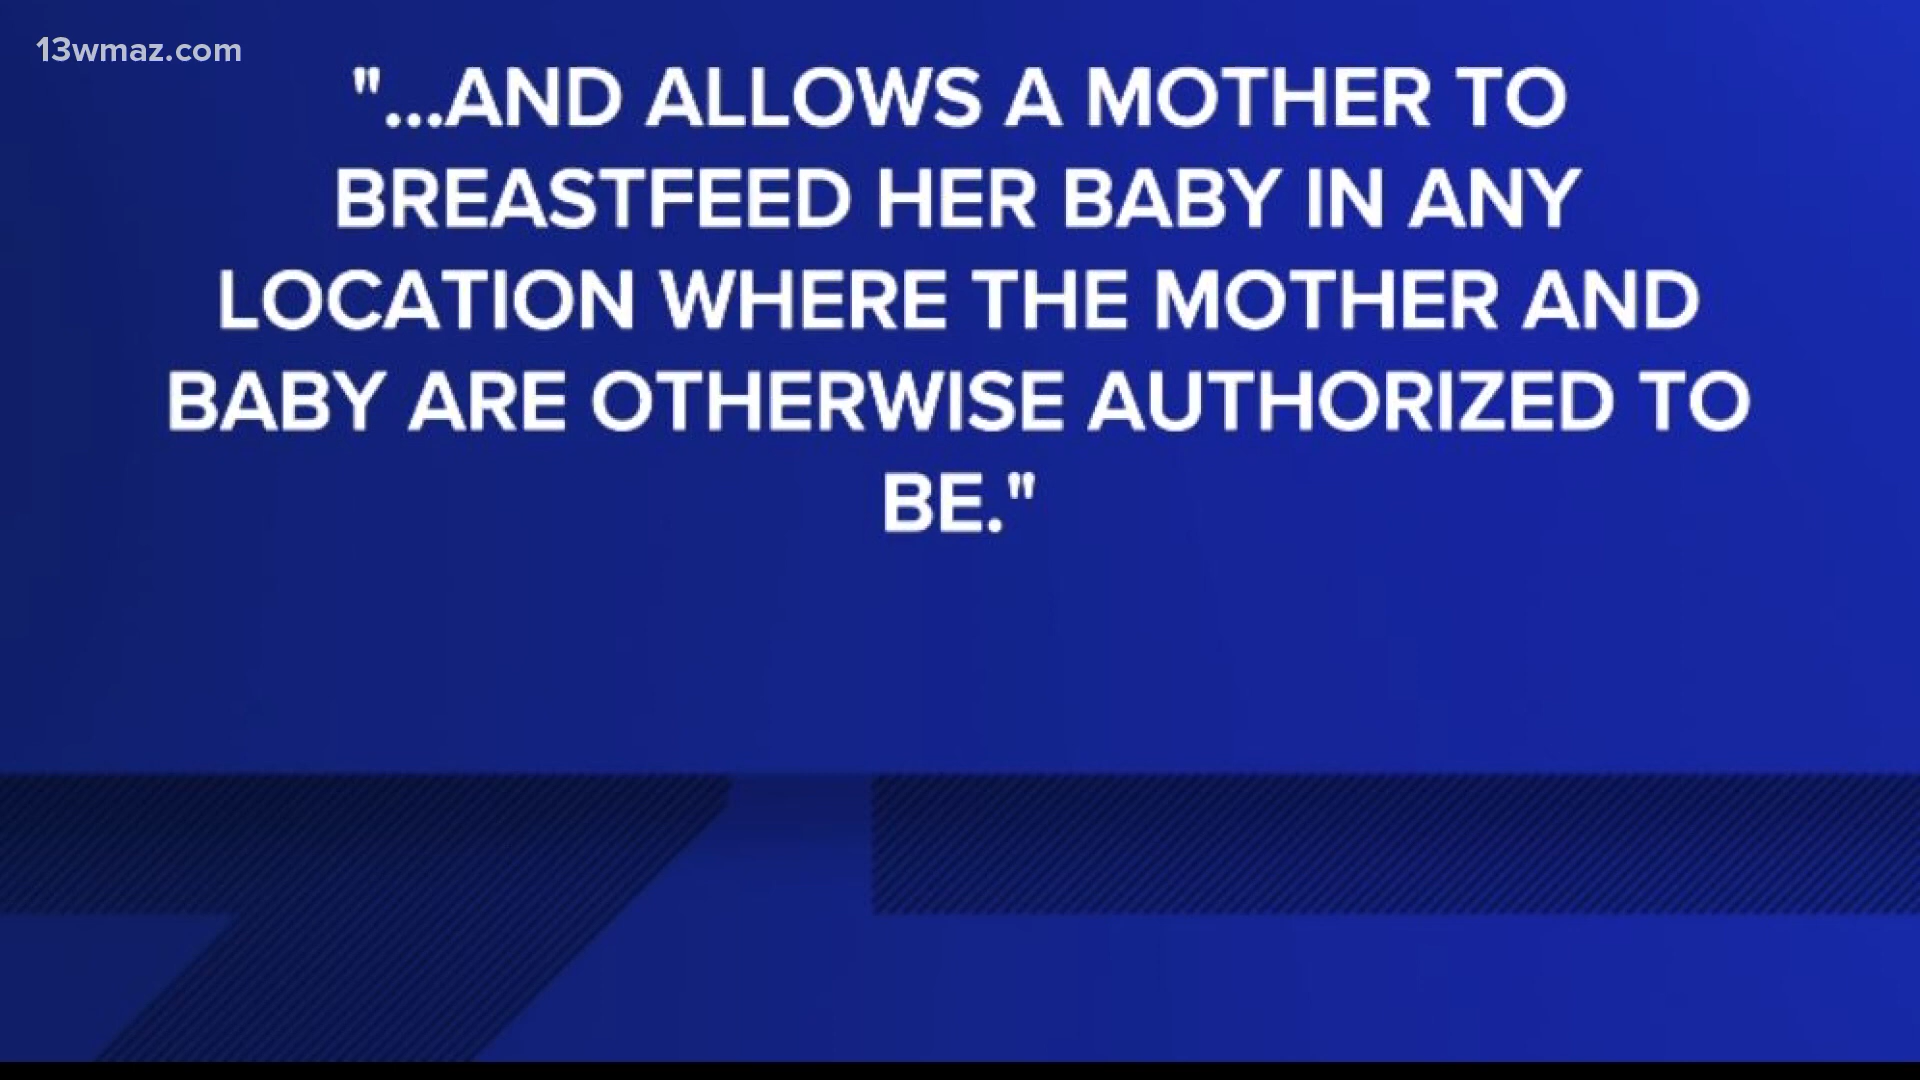 13wmaz.com
"...AND ALLOWS A MOTHER TO
BREASTFEED HER BABY IN ANY
LOCATION WHERE THE MOTHER AND
BABY ARE OTHERWISE AUTHORIZED TO
BE."